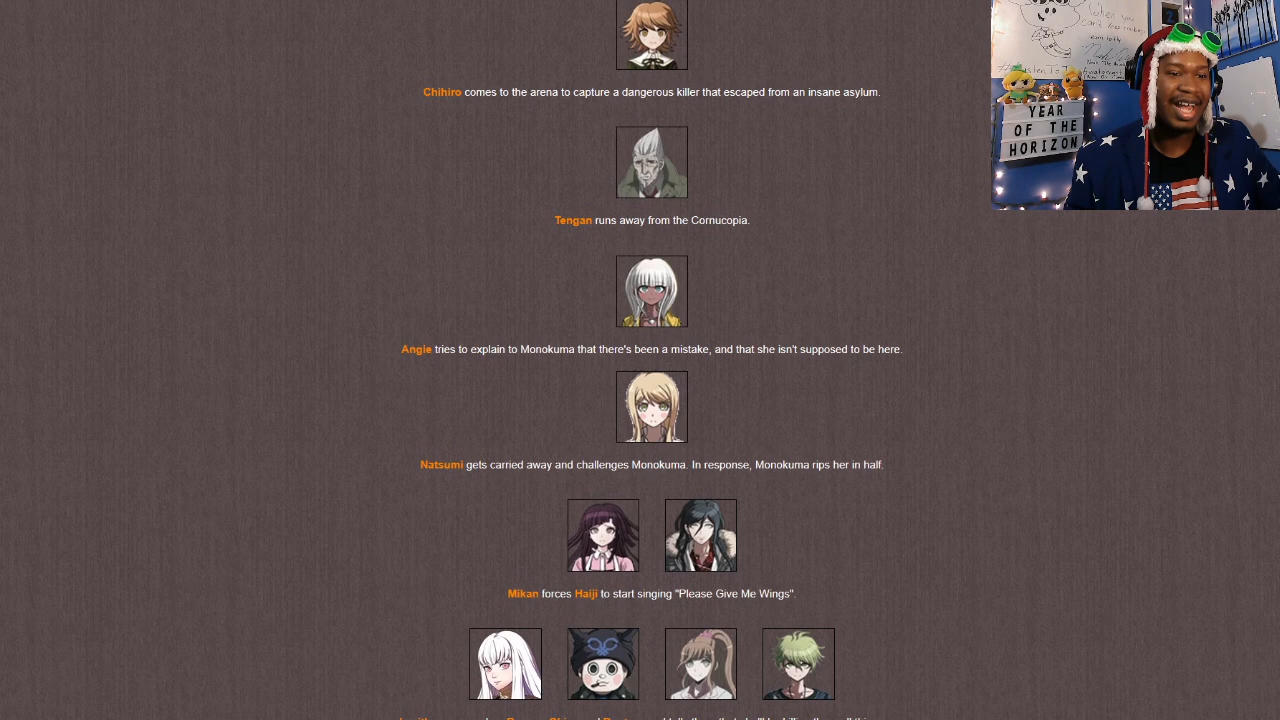 When you
can't
YEAR
OF THE
HORIZON
Chihiro comes to the arena to capture a dangerous killer that escaped from an insane asylum.
Tengan runs away from the Cornucopia.
Angie tries to explain to Monokuma that there's been a mistake, and that she isn't supposed to be here.
Natsumi gets carried away and challenges Monokuma. In response, Monokuma rips her in half.
Mikan forces Haiji to start singing "Please Give Me Wings".